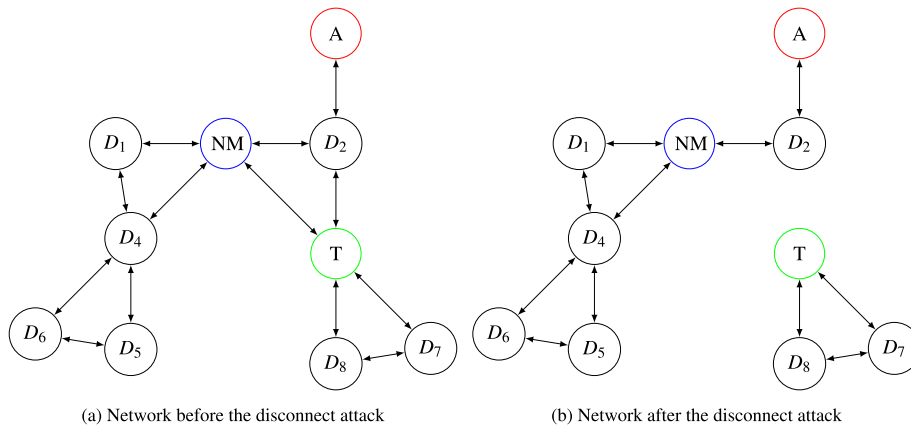 A
A
D₁
NM
D₂
D₁
NM
D₂
D₄
T
D₄
T
D₆
D₅
D₈
D₇
D₆
D₅
D₈
D₇
(a) Network before the disconnect attack
(b) Network after the disconnect attack